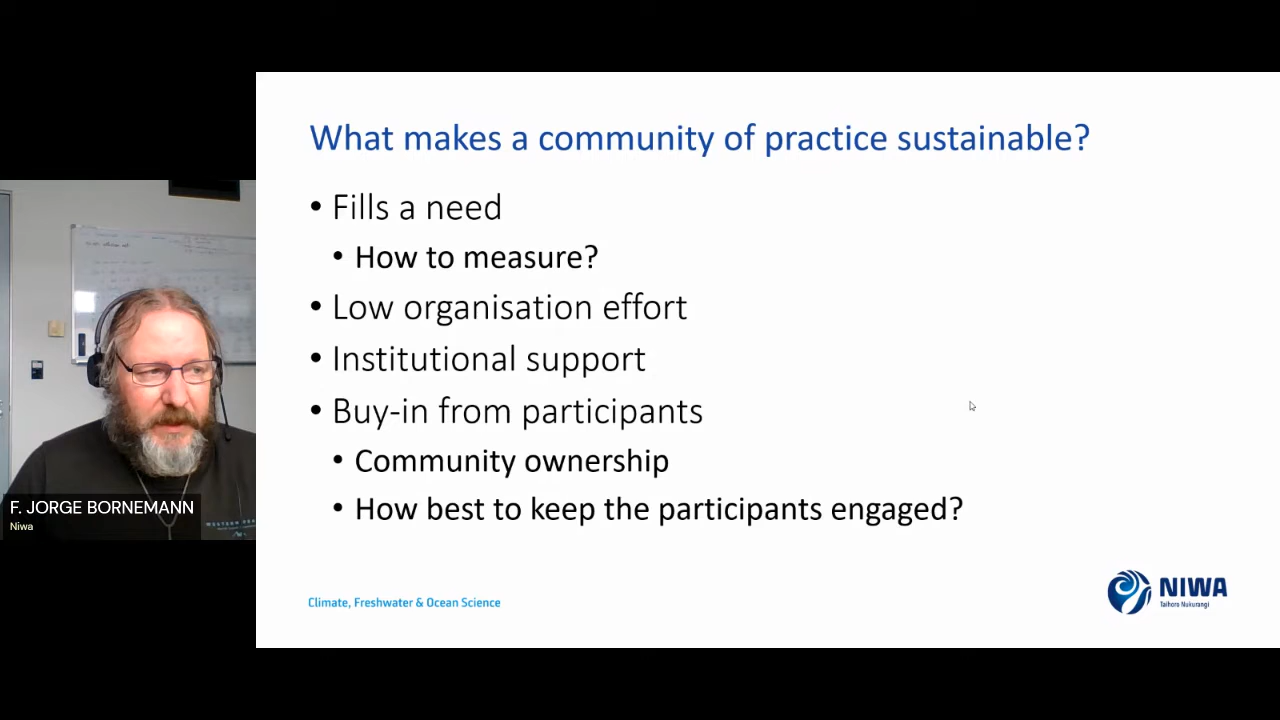 What makes a community of practice sustainable?
• Fills a need
• How to measure?
• Low organisation effort
• Institutional support
• Buy-in from participants
• Community ownership
• How best to keep the participants engaged?
F. JORGE BORNEMANN
Niwa
Climate, Freshwater & Ocean Science
NIWA
Taihoro Nukurangi